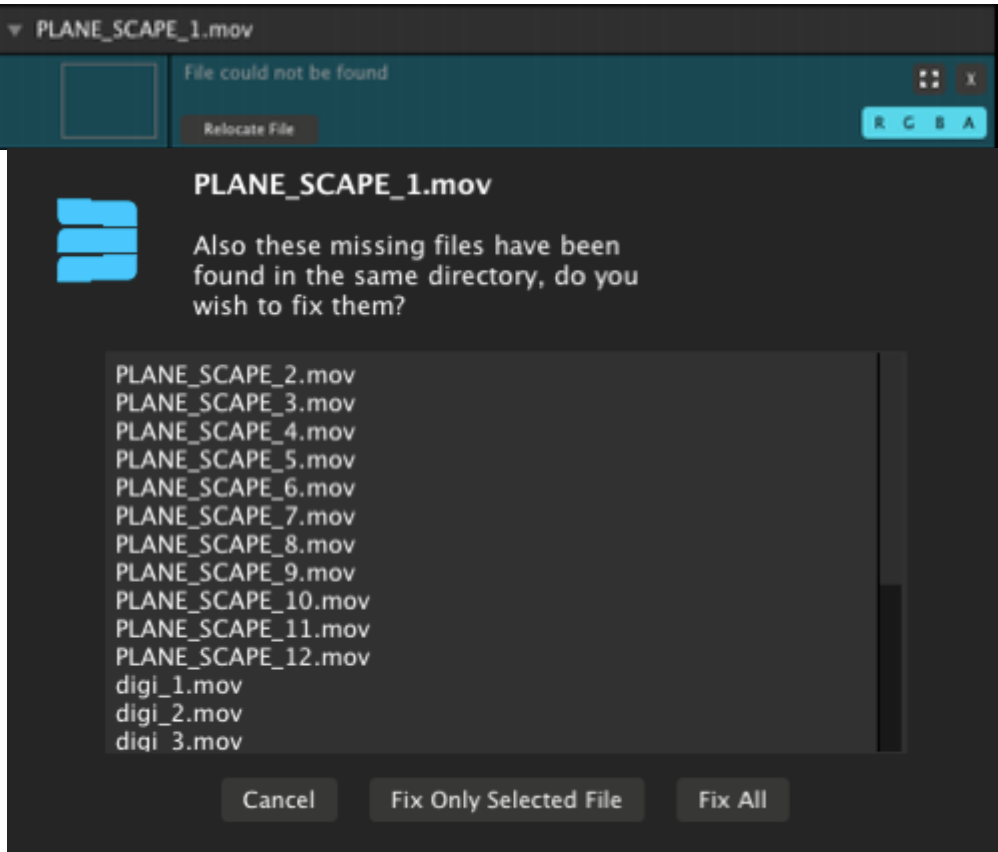 PLANE_SCAPE_1.mov
File could not be found
X
Relocate File
R G B A
PLANE_SCAPE_1.mov
Also these missing files have been
found in the same directory, do you
wish to fix them?
PLANE_SCAPE_2.mov
PLANE_SCAPE_3.mov
PLANE_SCAPE_4.mov
PLANE_SCAPE_5.mov
PLANE_SCAPE_6.mov
PLANE_SCAPE_7.mov
PLANE_SCAPE_8.mov
PLANE_SCAPE_9.mov
PLANE_SCAPE_10.mov
PLANE_SCAPE_11.mov
PLANE_SCAPE_12.mov
digi_1.mov
digi_2.mov
digi_3.mov
Cancel
Fix Only Selected File
Fix All